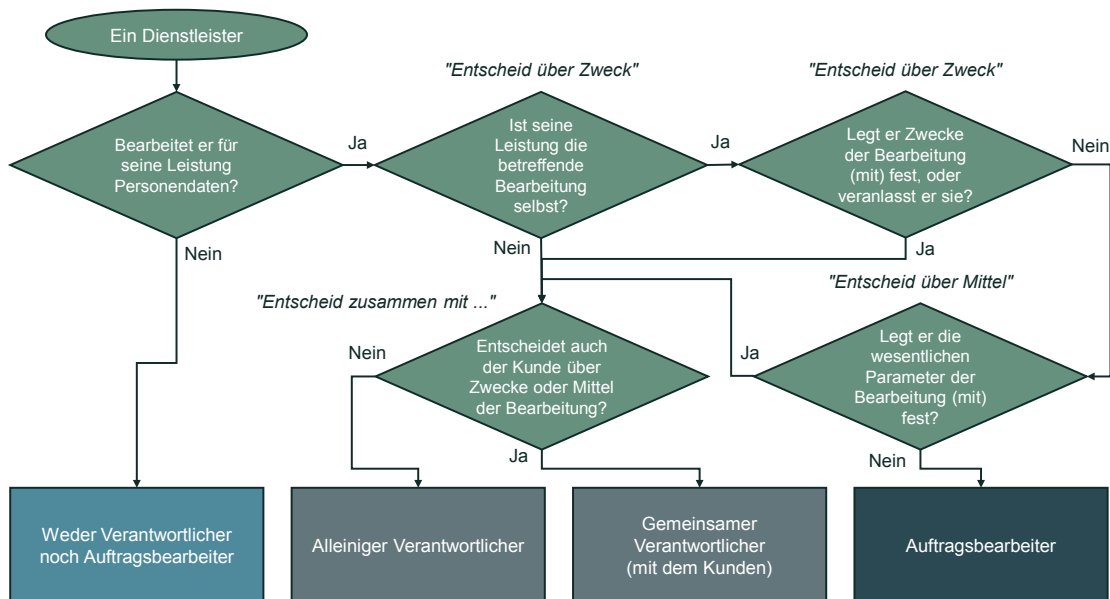 Ein Dienstleister
"Entscheid über Zweck"
"Entscheid über Zweck"
Bearbeitet er für
seine Leistung
Personendaten?
Ja
Ist seine
Leistung die
betreffende
Bearbeitung
selbst?
Ja
Legt er Zwecke
der Bearbeitung
(mit) fest, oder
veranlasst er sie?
Nein
Nein
Nein
Ja
"Entscheid zusammen mit ..."
"Entscheid über Mittel"
Nein
Entscheidet auch
der Kunde über
Zwecke oder Mittel
der Bearbeitung?
Ja
Legt er die
wesentlichen
Parameter der
Bearbeitung (mit)
fest?
Ja
Nein
Weder Verantwortlicher
noch Auftragsbearbeiter
Alleiniger Verantwortlicher
Gemeinsamer
Verantwortlicher
(mit dem Kunden)
Auftragsbearbeiter